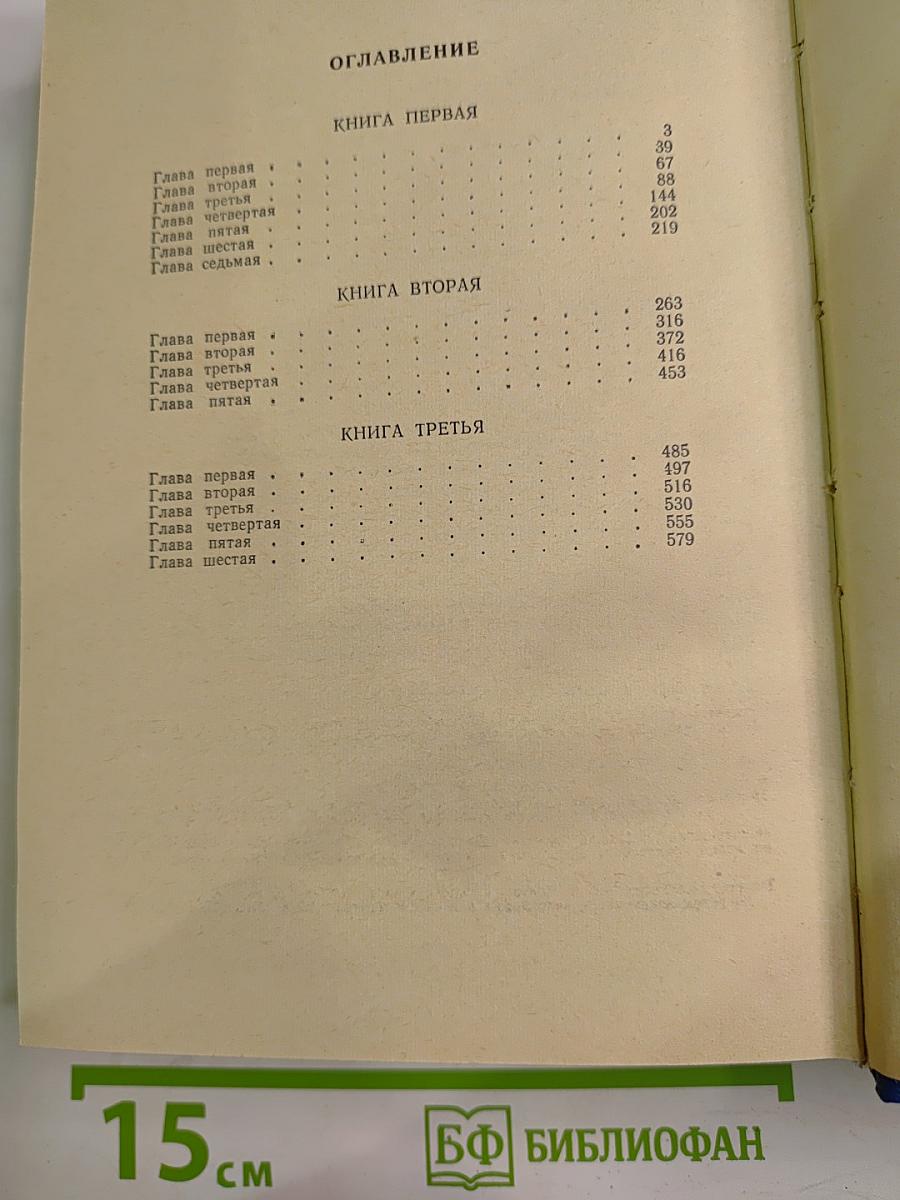 ОГЛАВЛЕНИЕ
КНИГА ПЕРВАЯ
Глава первая . . . . . . . . . . . . . 3
Глава вторая . . . . . . . . . . . . . 39
Глава третья . . . . . . . . . . . . . 67
Глава четвертая . . . . . . . . . . . . 88
Глава пятая . . . . . . . . . . . . . 144
Глава шестая . . . . . . . . . . . . . 202
Глава седьмая . . . . . . . . . . . . . 219
КНИГА ВТОРАЯ
Глава первая . . . . . . . . . . . . . 263
Глава вторая . . . . . . . . . . . . . 316
Глава третья . . . . . . . . . . . . . 372
Глава четвертая . . . . . . . . . . . . 416
Глава пятая . . . . . . . . . . . . . 453
КНИГА ТРЕТЬЯ
Глава первая . . . . . . . . . . . . . 485
Глава вторая . . . . . . . . . . . . . 497
Глава третья . . . . . . . . . . . . . 516
Глава четвертая . . . . . . . . . . . . 530
Глава пятая . . . . . . . . . . . . . 555
Глава шестая . . . . . . . . . . . . . 579
15 см БФ БИБЛИОФАН